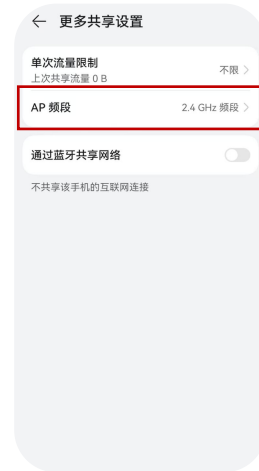 更多共享设置
单次流量限制
上次共享流量 0 B
不限
AP 频段
2.4 GHz 频段
通过蓝牙共享网络
不共享该手机的互联网连接